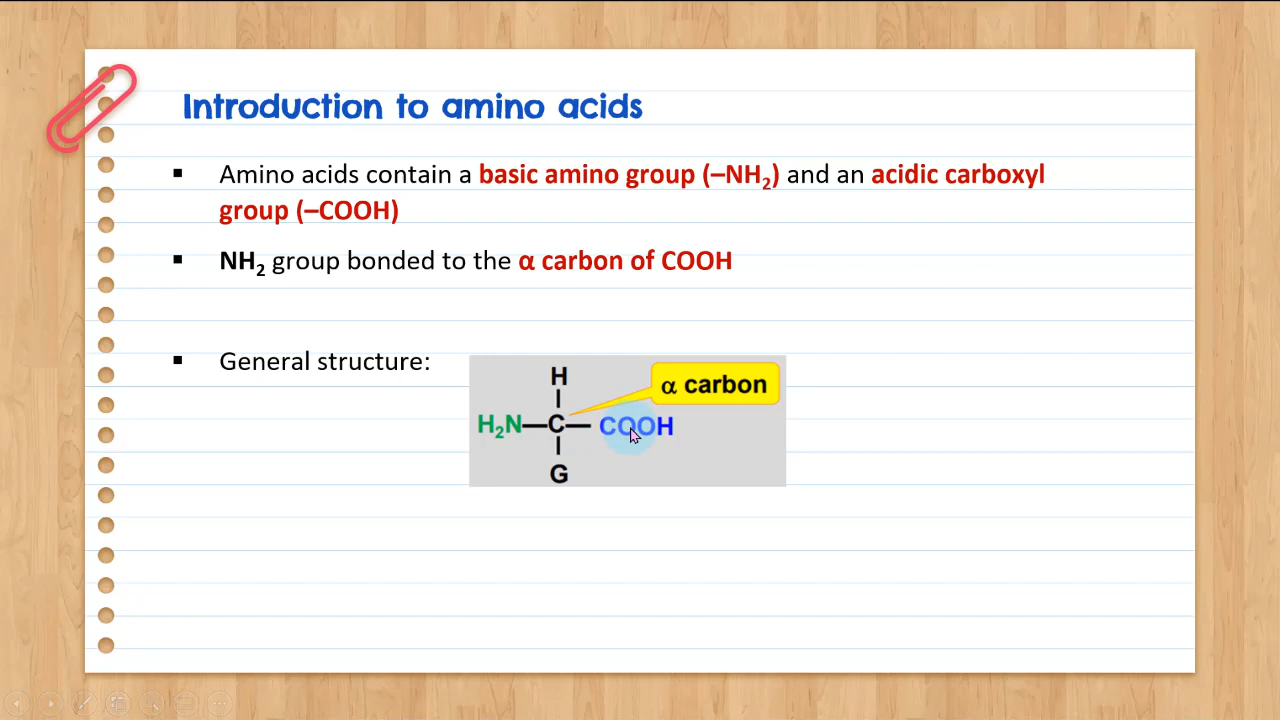 Introduction to amino acids
▪ Amino acids contain a basic amino group (–NH₂) and an acidic carboxyl
group (–COOH)
▪ NH₂ group bonded to the α carbon of COOH
▪ General structure:
H
α carbon
H₂N—C—COOH
G